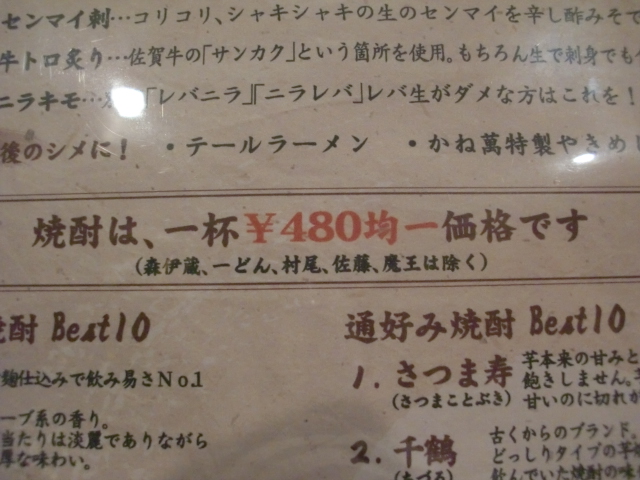 センマイ刺…コリコリ、シャキシャキの生のセンマイを辛し酢みそで
牛トロ炙り…佐賀牛の「サンカク」という箇所を使用。もちろん生で刺身でも
ニラキモ…「レバニラ」「ニラレバ」レバ生がダメな方はこれを！
後のシメに！ ・テールラーメン ・かね萬特製やきめし
焼酎は、一杯￥480均一価格です
(森伊蔵、一どん、村尾、佐藤、魔王は除く)
焼酎 Best10
麹仕込みで飲み易さNo.1
ーブ系の香り。
当たりは淡麗でありながら
厚な味わい。
通好み焼酎 Best10
1. さつま寿
(さつまことぶき)
芋本来の甘みと
飽きしません。
甘いのに切れが
2. 千鶴
(ちづる)
古くからのブランド。
どっしりタイプの芋焼
飲んでいた焼酎の味